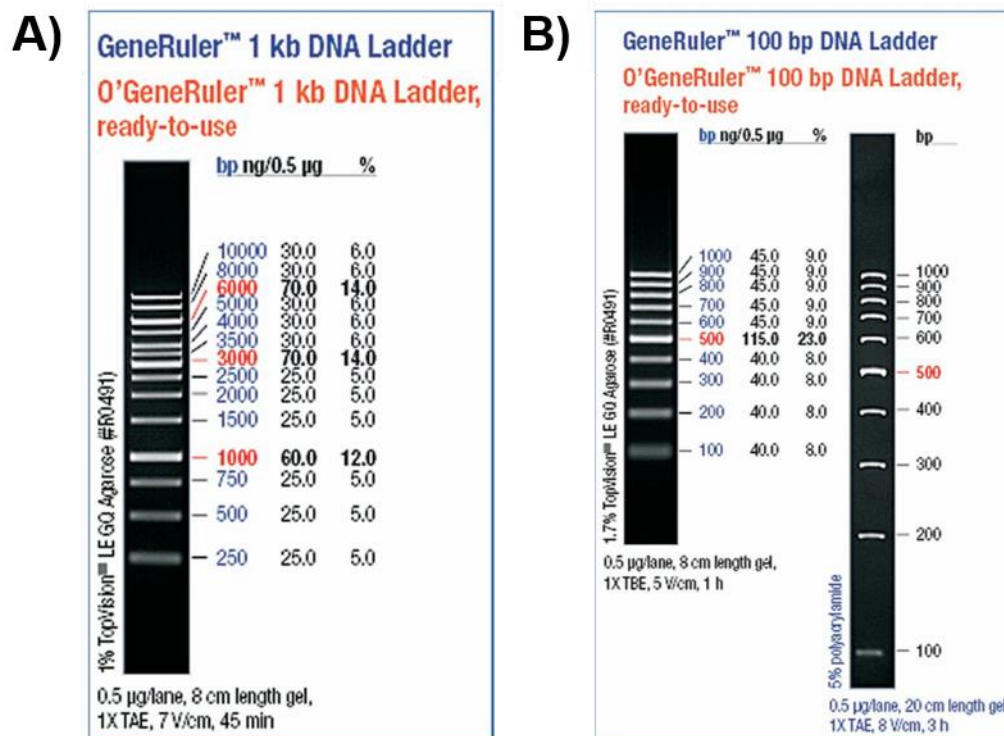 A)
GeneRuler™ 1 kb DNA Ladder
O'GeneRuler™ 1 kb DNA Ladder,
ready-to-use
bp ng/0.5 µg %
10000 30.0 6.0
8000 30.0 6.0
6000 70.0 14.0
5000 30.0 6.0
4000 30.0 6.0
3500 30.0 6.0
3000 70.0 14.0
2500 25.0 5.0
2000 25.0 5.0
1500 25.0 5.0
1000 60.0 12.0
750 25.0 5.0
500 25.0 5.0
250 25.0 5.0
1% TopVision™ LE GQ Agarose (#R0491)
0.5 µg/lane, 8 cm length gel,
1X TAE, 7 V/cm, 45 min
B)
GeneRuler™ 100 bp DNA Ladder
O'GeneRuler™ 100 bp DNA Ladder,
ready-to-use
bp ng/0.5 µg %
1000 45.0 9.0
900 45.0 9.0
800 45.0 9.0
700 45.0 9.0
600 45.0 9.0
500 115.0 23.0
400 40.0 8.0
300 40.0 8.0
200 40.0 8.0
100 40.0 8.0
1.7% TopVision™ LE GQ Agarose (#R0491)
0.5 µg/lane, 8 cm length gel,
1X TBE, 5 V/cm, 1 h
bp
1000
900
800
700
600
500
400
300
200
100
5% polyacrylamide
0.5 µg/lane, 20 cm length gel
1X TAE, 8 V/cm, 3 h